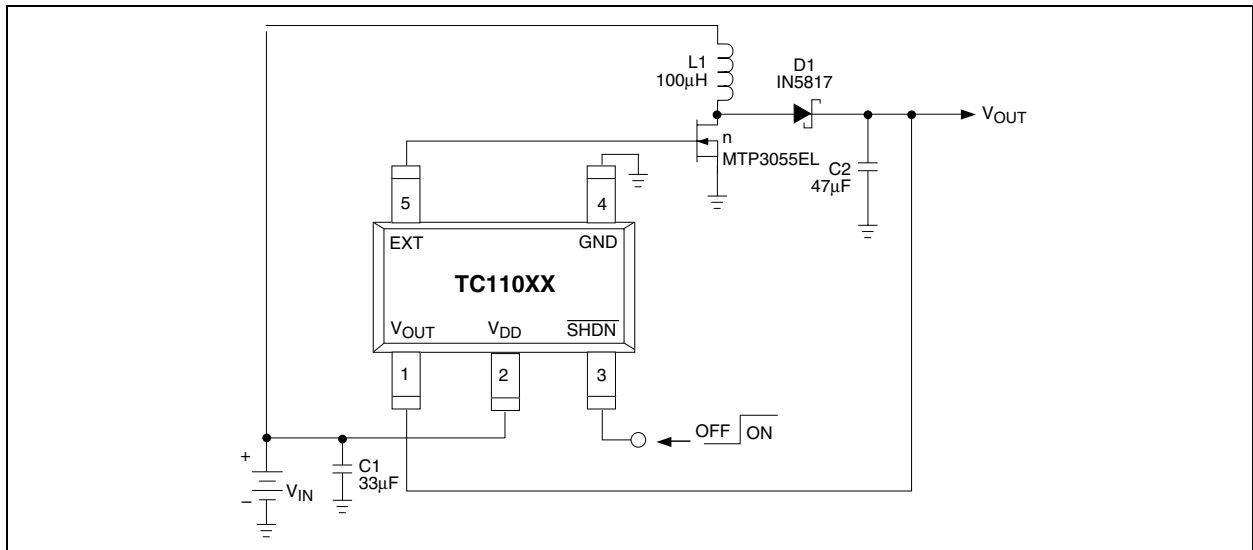 L1
100µH
D1
IN5817
VOUT
n
MTP3055EL
C2
47µF
5
4
EXT
GND
TC110XX
VOUT
VDD
SHDN
1
2
3
OFF
ON
+
–
VIN
C1
33µF